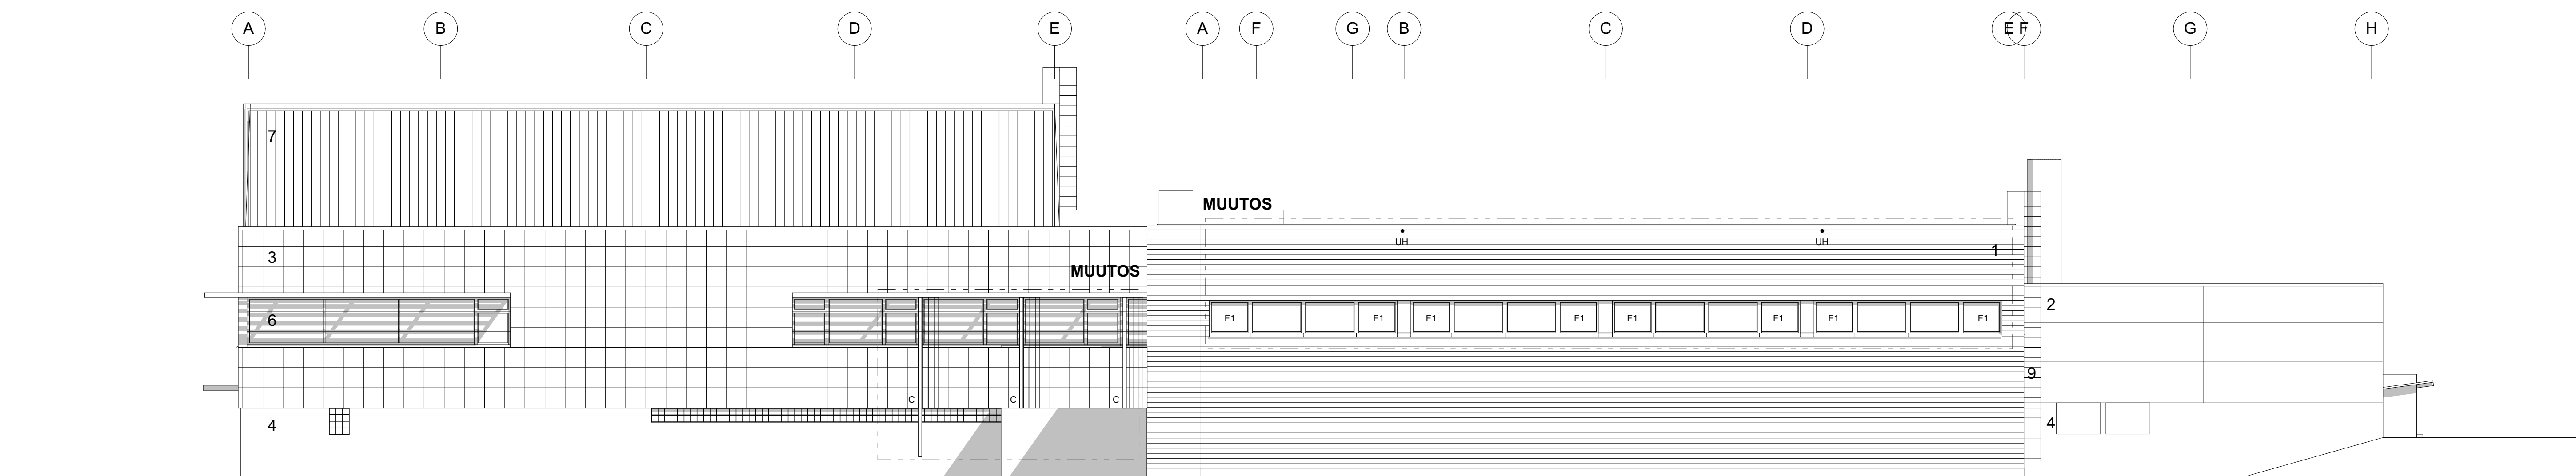 A B C D E A F G B C D E F G H
7
MUUTOS
UH UH
1
3
MUUTOS
2
6 F1 F1 F1 F1 F1 F1 F1 F1
9
C C C
4 4